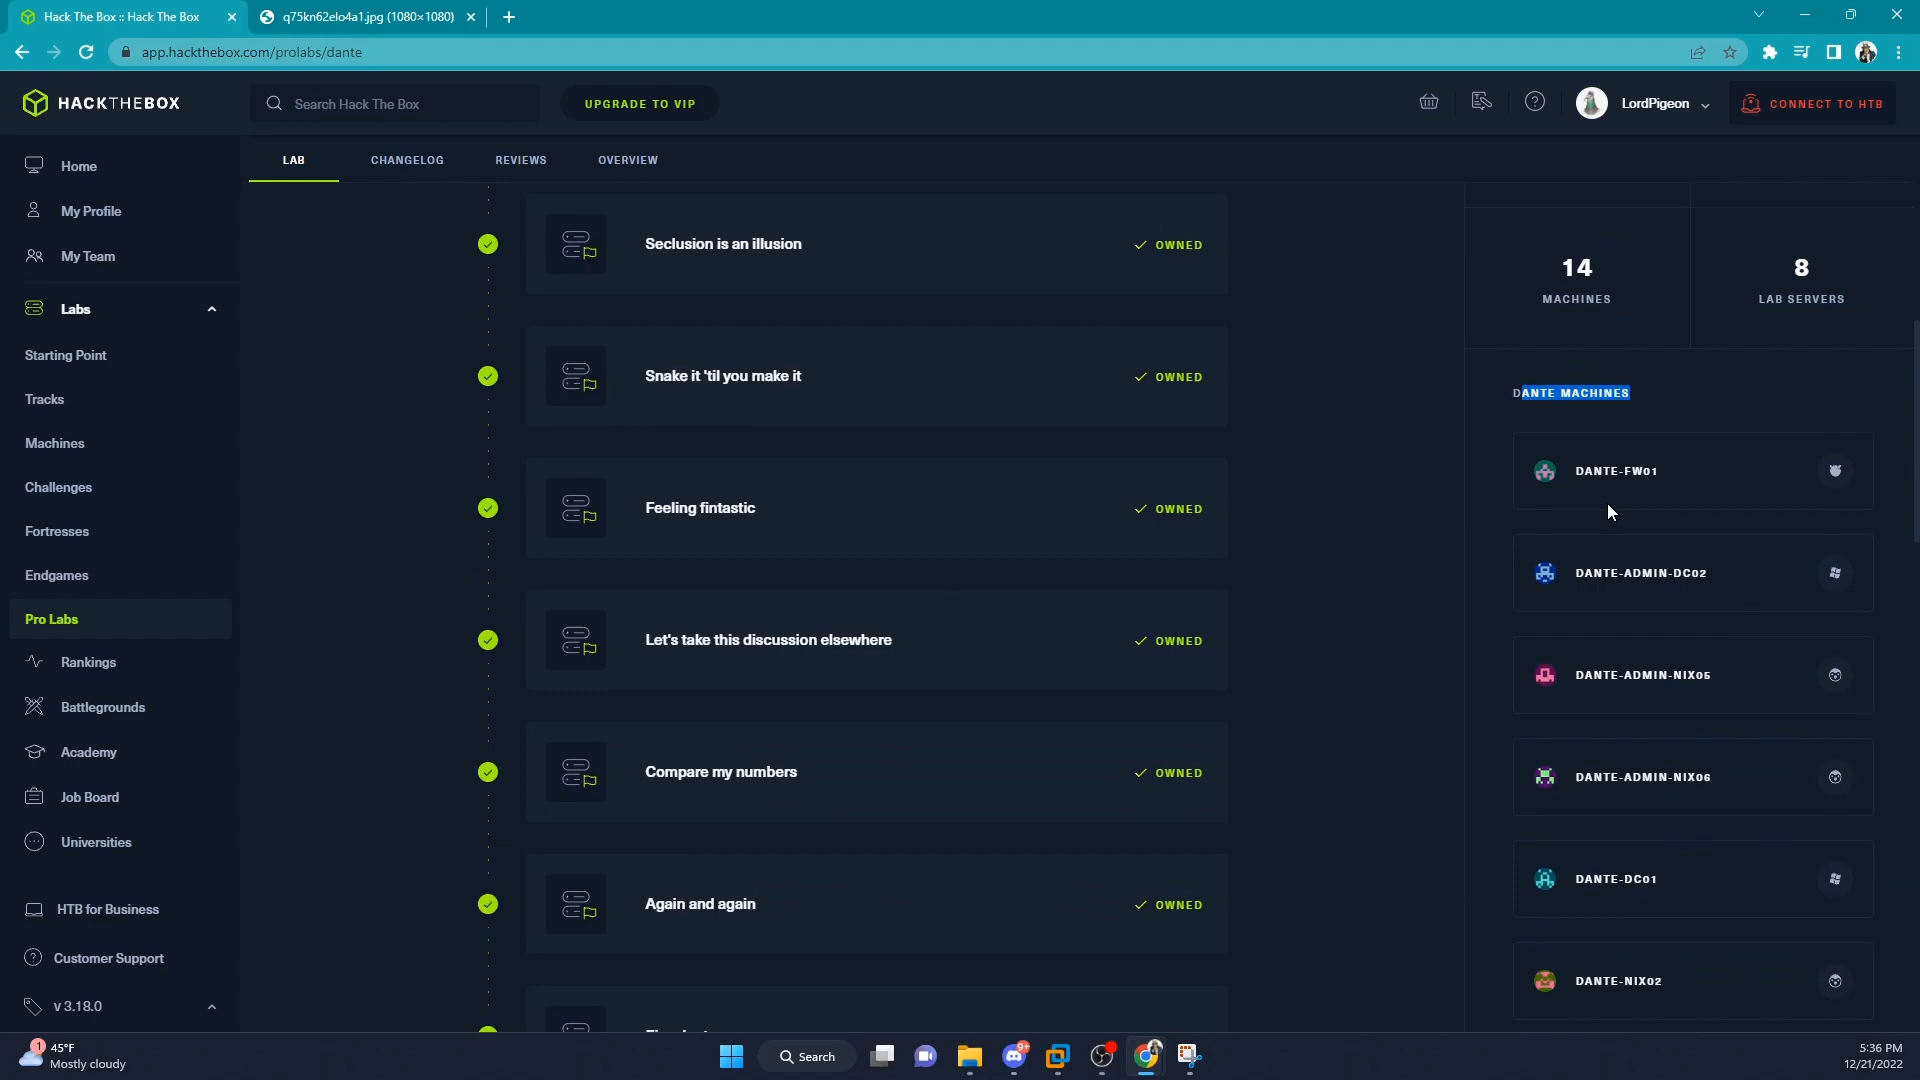 Hack The Box :: Hack The Box
q75kn62elo4a1.jpg (1080×1080)
app.hackthebox.com/prolabs/dante
HACKTHEBOX
Search Hack The Box
UPGRADE TO VIP
LordPigeon
CONNECT TO HTB
LAB
CHANGELOG
REVIEWS
OVERVIEW
Home
My Profile
My Team
Labs
Starting Point
Tracks
Machines
Challenges
Fortresses
Endgames
Pro Labs
Rankings
Battlegrounds
Academy
Job Board
Universities
HTB for Business
Customer Support
v 3.18.0
Seclusion is an illusion
OWNED
Snake it 'til you make it
OWNED
Feeling fintastic
OWNED
Let's take this discussion elsewhere
OWNED
Compare my numbers
OWNED
Again and again
OWNED
14
MACHINES
8
LAB SERVERS
DANTE MACHINES
DANTE-FW01
DANTE-ADMIN-DC02
DANTE-ADMIN-NIX05
DANTE-ADMIN-NIX06
DANTE-DC01
DANTE-NIX02
1
45°F
Mostly cloudy
Search
9+
5:36 PM
12/21/2022